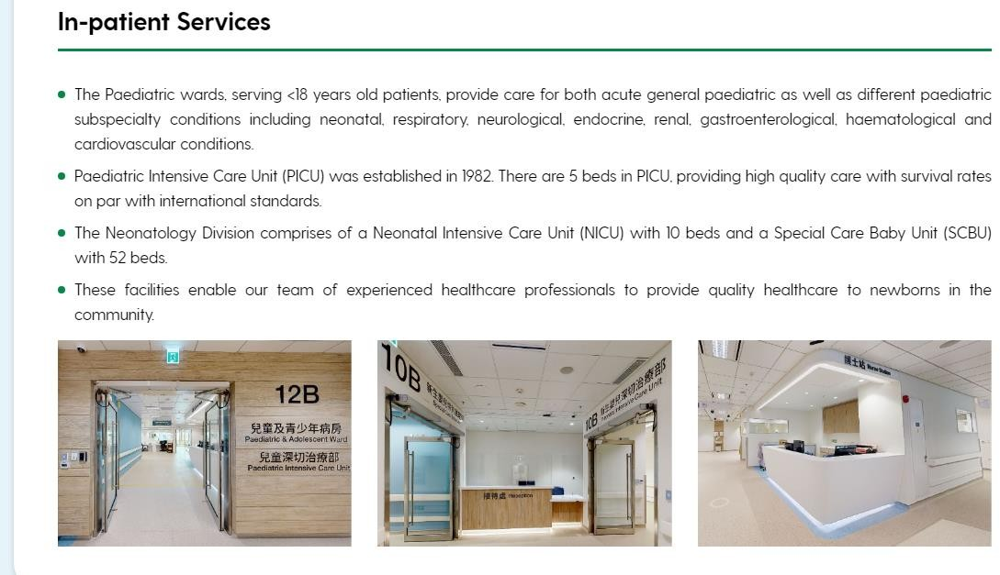 In-patient Services
The Paediatric wards, serving <18 years old patients, provide care for both acute general paediatric as well as different paediatric
subspecialty conditions including neonatal, respiratory, neurological, endocrine, renal, gastroenterological, haematological and
cardiovascular conditions.
Paediatric Intensive Care Unit (PICU) was established in 1982. There are 5 beds in PICU, providing high quality care with survival rates
on par with international standards.
The Neonatology Division comprises of a Neonatal Intensive Care Unit (NICU) with 10 beds and a Special Care Baby Unit (SCBU)
with 52 beds.
These facilities enable our team of experienced healthcare professionals to provide quality healthcare to newborns in the
community.
12B
兒童及青少年病房
Paediatric & Adolescent Ward
兒童深切治療部
Paediatric Intensive Care Unit
10B
10B 初生嬰兒深切治療部
Neonatal Intensive Care Unit
接待處 Reception
護士站 Nurse Station